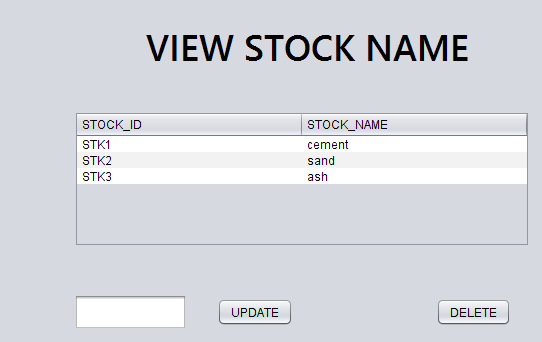 VIEW STOCK NAME
STOCK_ID STOCK_NAME
STK1 cement
STK2 sand
STK3 ash
UPDATE DELETE